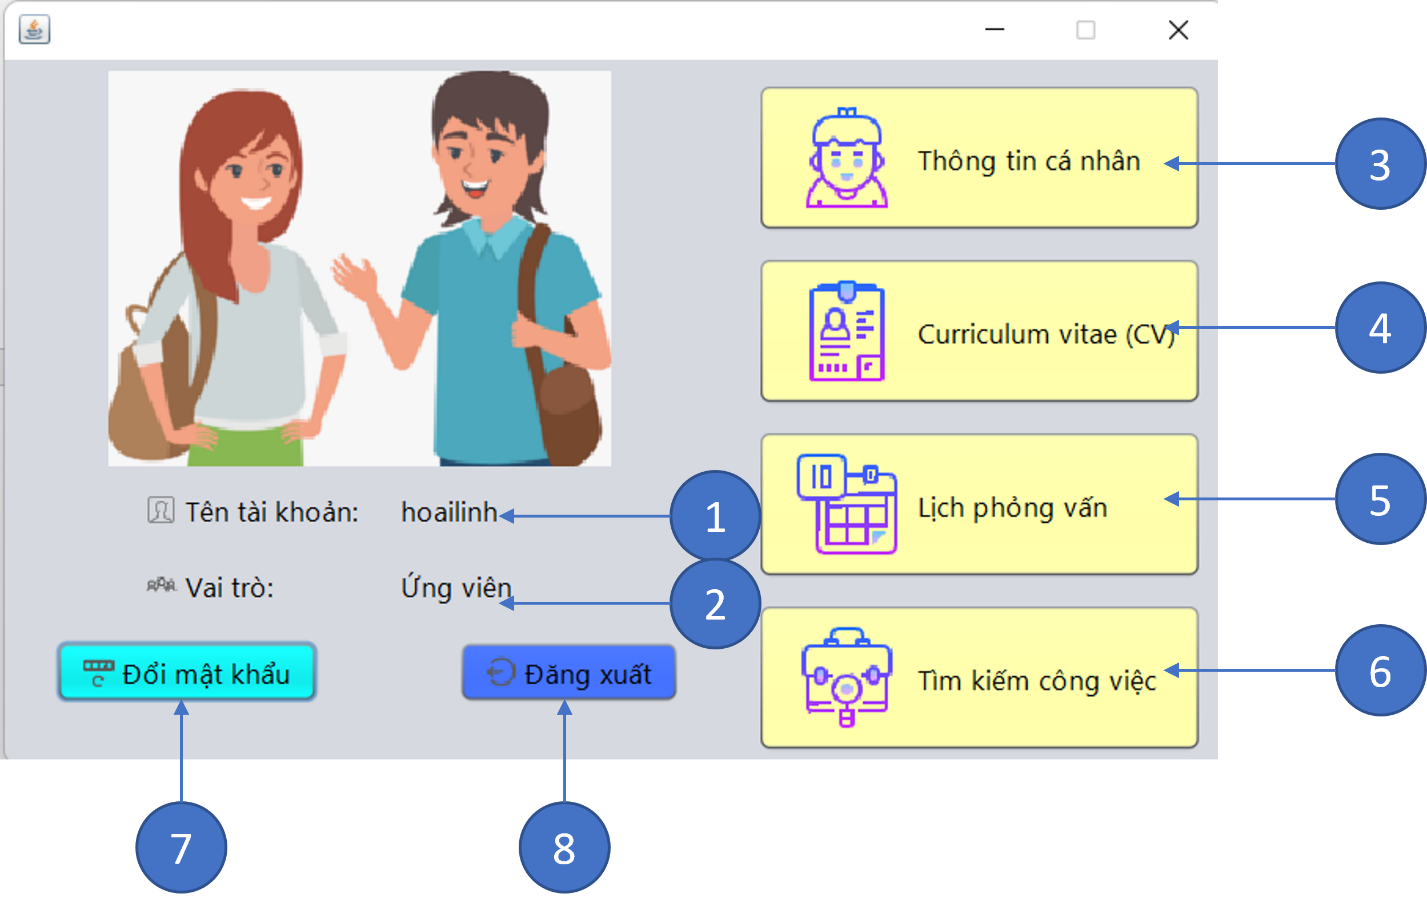 Thông tin cá nhân
3
Curriculum vitae (CV)
4
Lịch phỏng vấn
5
Tìm kiếm công việc
6
Tên tài khoản: hoailinh
1
Vai trò: Ứng viên
2
Đổi mật khẩu
Đăng xuất
7
8